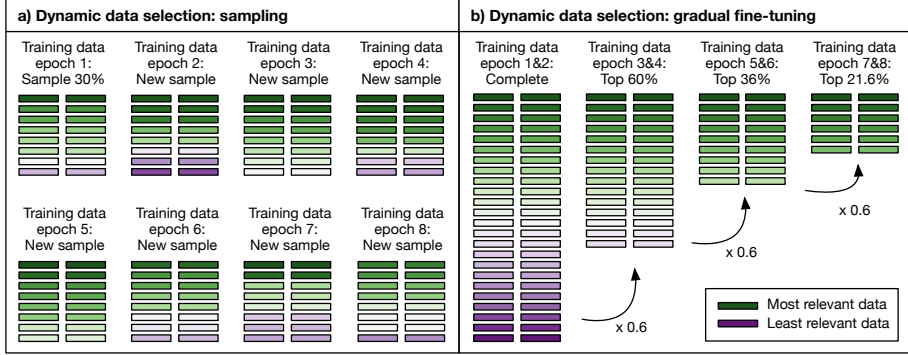 a) Dynamic data selection: sampling
Training data
epoch 1:
Sample 30%
Training data
epoch 2:
New sample
Training data
epoch 3:
New sample
Training data
epoch 4:
New sample
Training data
epoch 5:
New sample
Training data
epoch 6:
New sample
Training data
epoch 7:
New sample
Training data
epoch 8:
New sample
b) Dynamic data selection: gradual fine-tuning
Training data
epoch 1&2:
Complete
Training data
epoch 3&4:
Top 60%
Training data
epoch 5&6:
Top 36%
Training data
epoch 7&8:
Top 21.6%
x 0.6
x 0.6
x 0.6
Most relevant data
Least relevant data